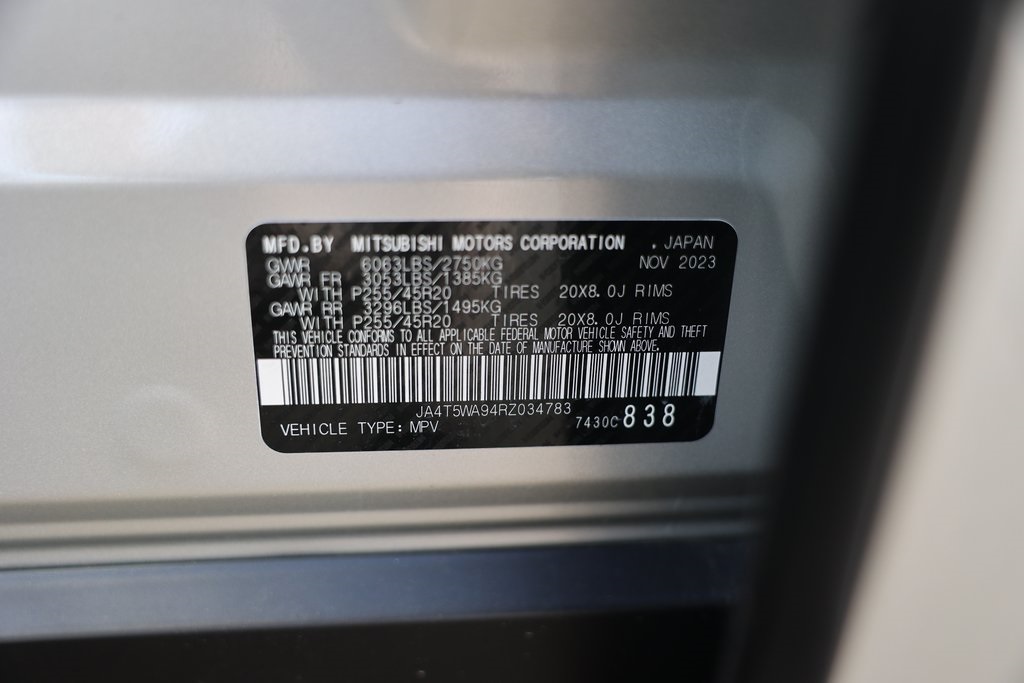 MFD.BY MITSUBISHI MOTORS CORPORATION . JAPAN
GVWR 6063LBS/2750KG NOV 2023
GAWR FR 3053LBS/1385KG
WITH P255/45R20 TIRES 20X8.0J RIMS
GAWR RR 3296LBS/1495KG
WITH P255/45R20 TIRES 20X8.0J RIMS
THIS VEHICLE CONFORMS TO ALL APPLICABLE FEDERAL MOTOR VEHICLE SAFETY AND THEFT
PREVENTION STANDARDS IN EFFECT ON THE DATE OF MANUFACTURE SHOWN ABOVE.
JA4T5WA94RZ034783
VEHICLE TYPE: MPV 7430C 838